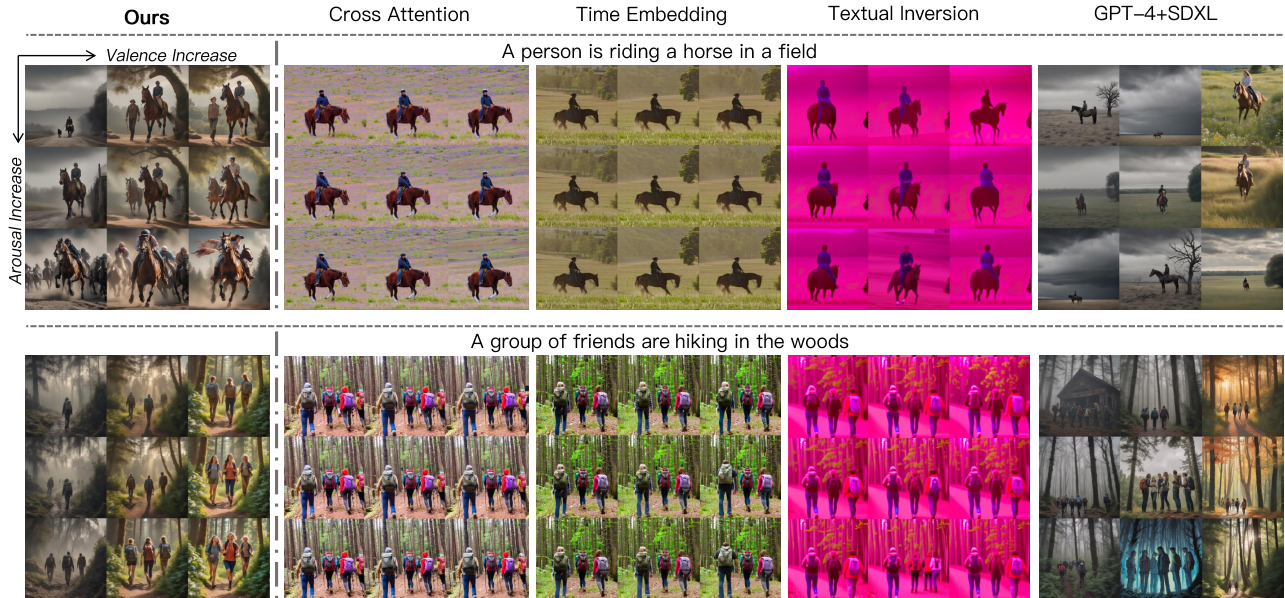 Ours
Cross Attention
Time Embedding
Textual Inversion
GPT-4+SDXL
Valence Increase
A person is riding a horse in a field
Arousal Increase
A group of friends are hiking in the woods